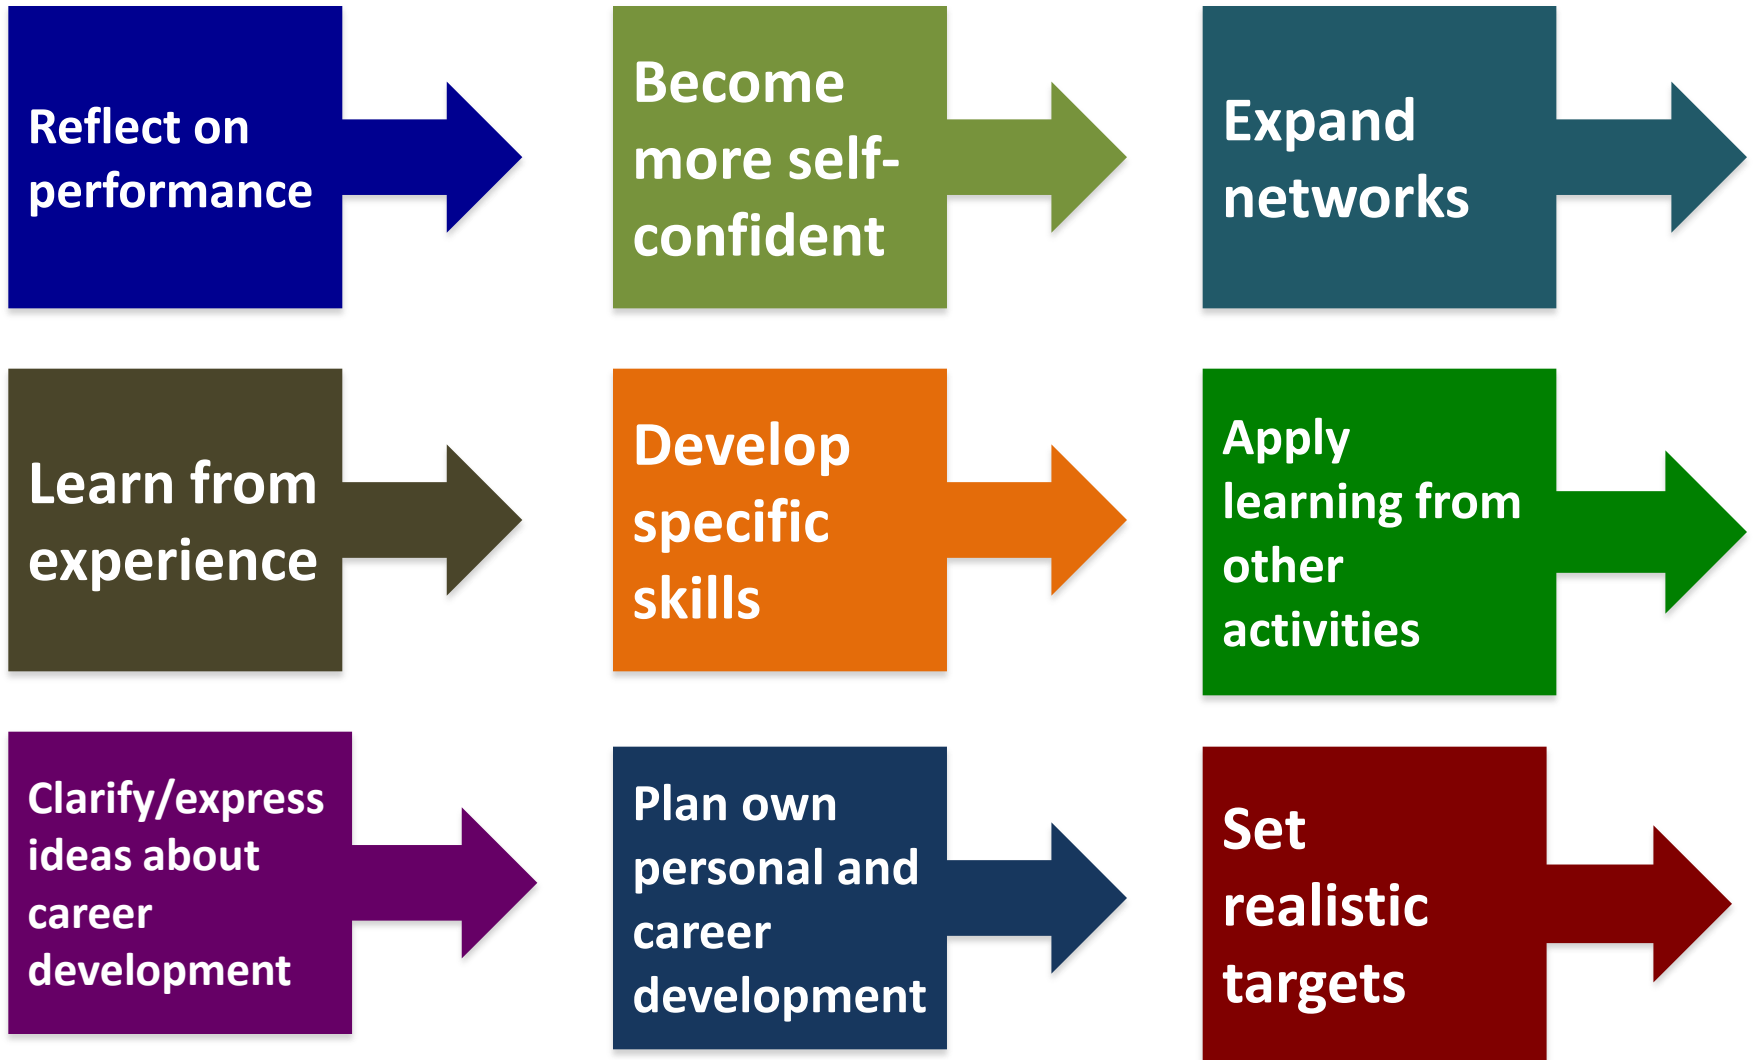 Reflect on
performance
Become
more self-
confident
Expand
networks
Learn from
experience
Develop
specific
skills
Apply
learning from
other
activities
Clarify/express
ideas about
career
development
Plan own
personal and
career
development
Set
realistic
targets